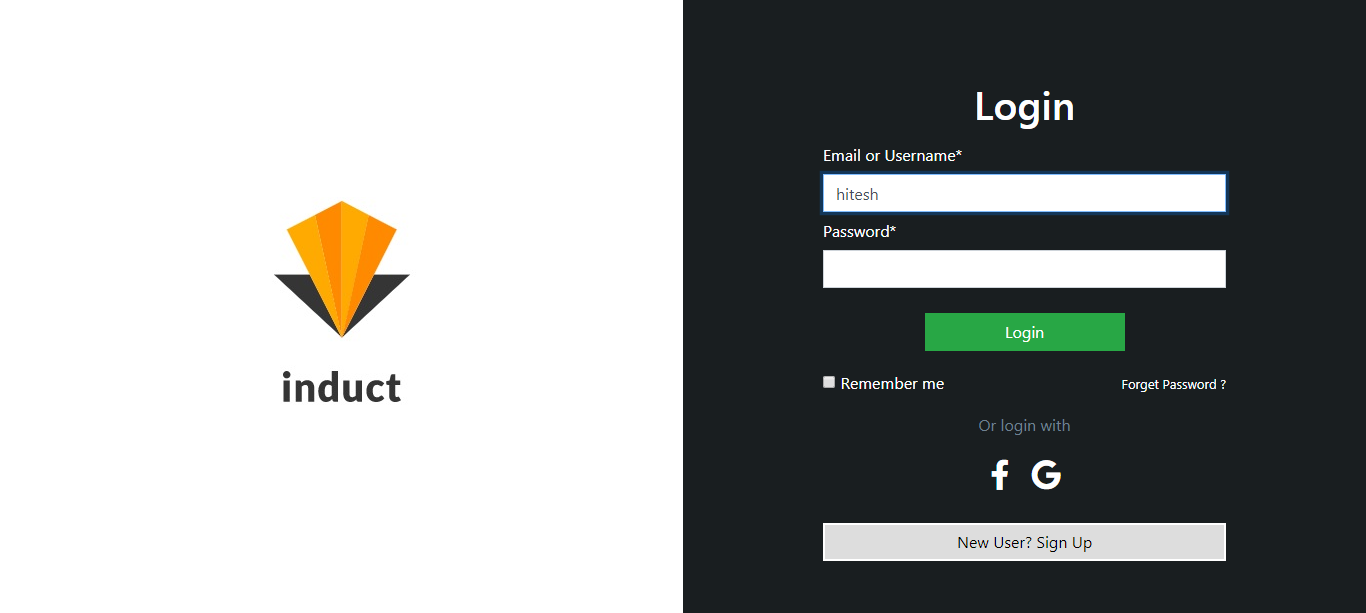 induct
Login
Email or Username*
hitesh
Password*
Login
Remember me
Forget Password ?
Or login with
New User? Sign Up